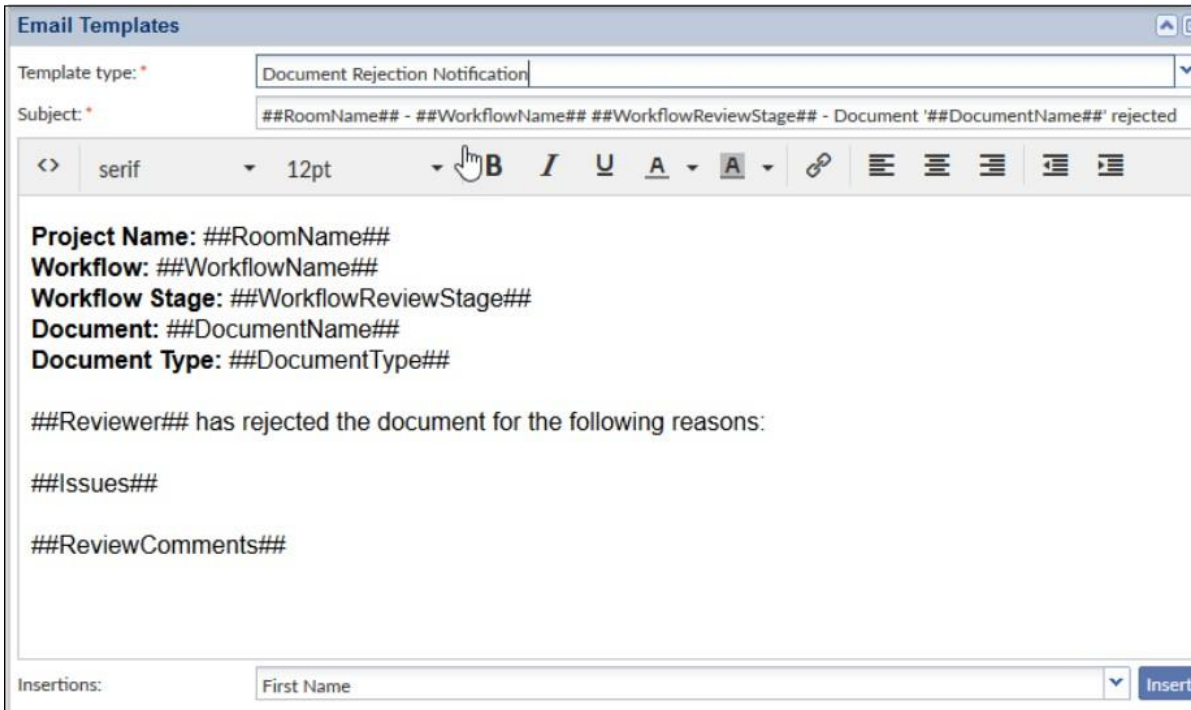 Email Templates
Template type:* Document Rejection Notification
Subject:* ##RoomName## - ##WorkflowName## ##WorkflowReviewStage## - Document '##DocumentName##' rejected
<> serif 12pt B I U A A
Project Name: ##RoomName##
Workflow: ##WorkflowName##
Workflow Stage: ##WorkflowReviewStage##
Document: ##DocumentName##
Document Type: ##DocumentType##
##Reviewer## has rejected the document for the following reasons:
##Issues##
##ReviewComments##
Insertions: First Name Insert